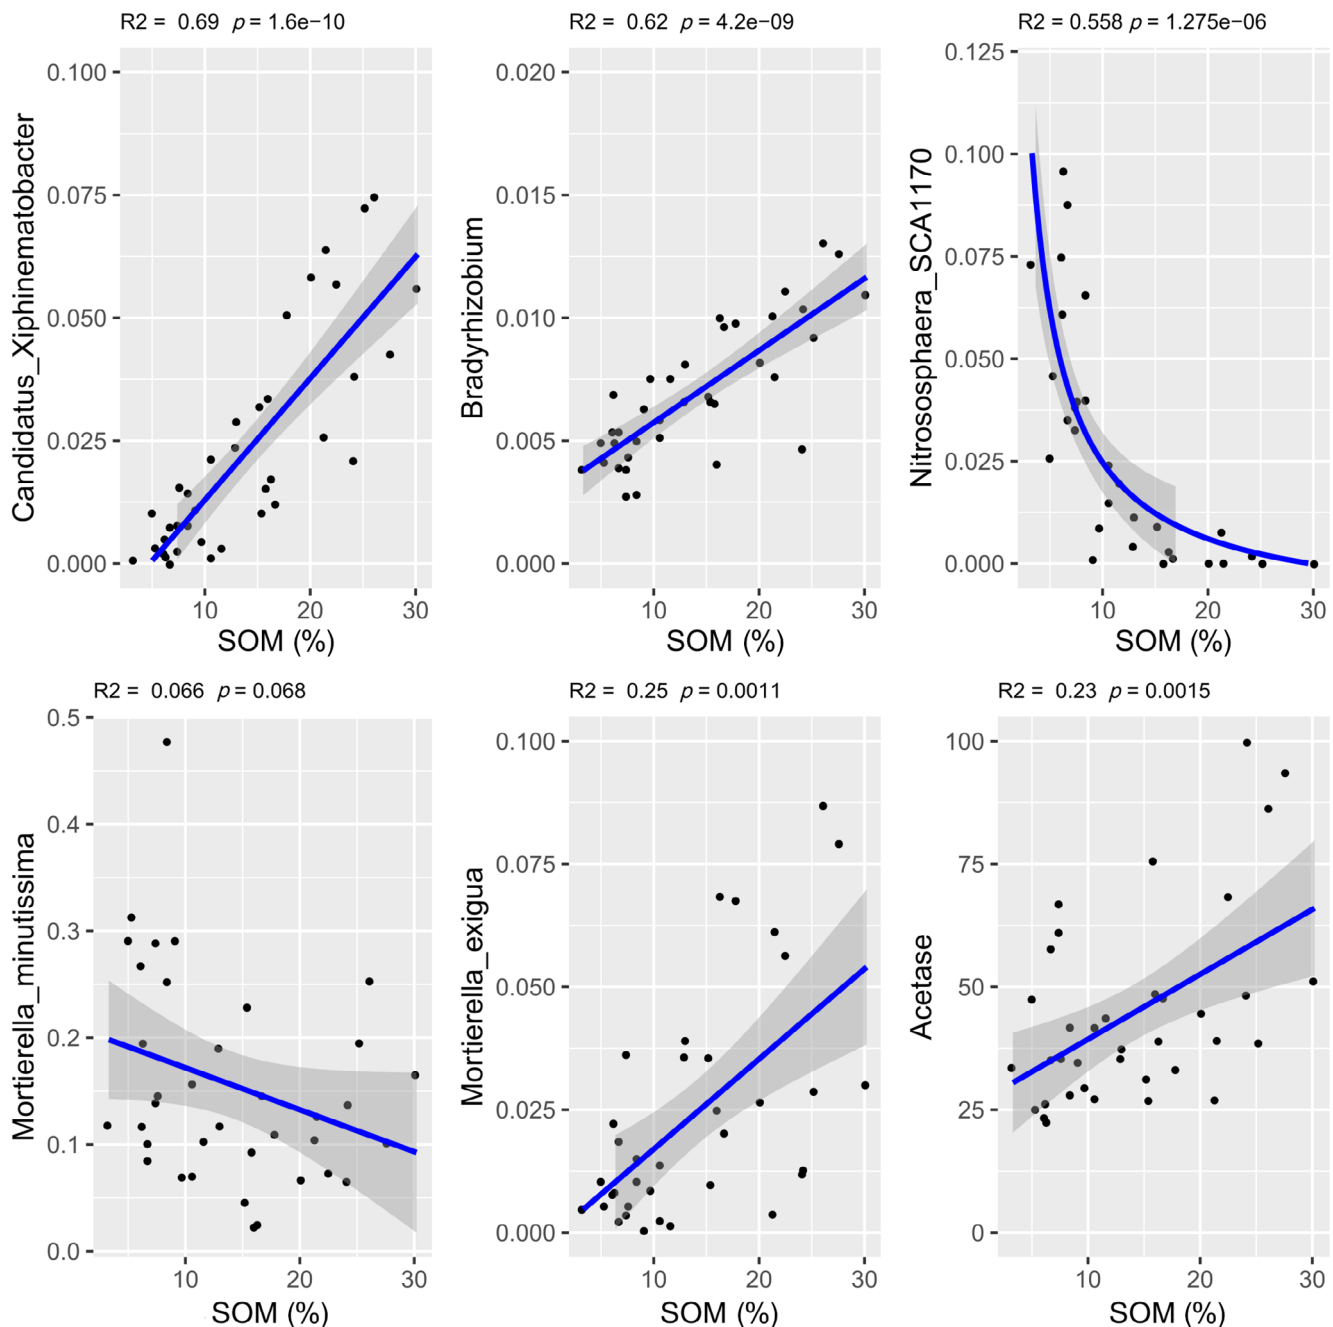 R2 = 0.69 p = 1.6e−10
0.100
0.075
0.050
0.025
0.000
Candidatus_Xiphinematobacter
10 20 30
SOM (%)
R2 = 0.62 p = 4.2e−09
0.020
0.015
0.010
0.005
0.000
Bradyrhizobium
10 20 30
SOM (%)
R2 = 0.558 p = 1.275e−06
0.125
0.100
0.075
0.050
0.025
0.000
Nitrososphaera_SCA1170
10 20 30
SOM (%)
R2 = 0.066 p = 0.068
0.5
0.4
0.3
0.2
0.1
0.0
Mortierella_minutissima
10 20 30
SOM (%)
R2 = 0.25 p = 0.0011
0.100
0.075
0.050
0.025
0.000
Mortierella_exigua
10 20 30
SOM (%)
R2 = 0.23 p = 0.0015
100
75
50
25
0
Acetase
10 20 30
SOM (%)